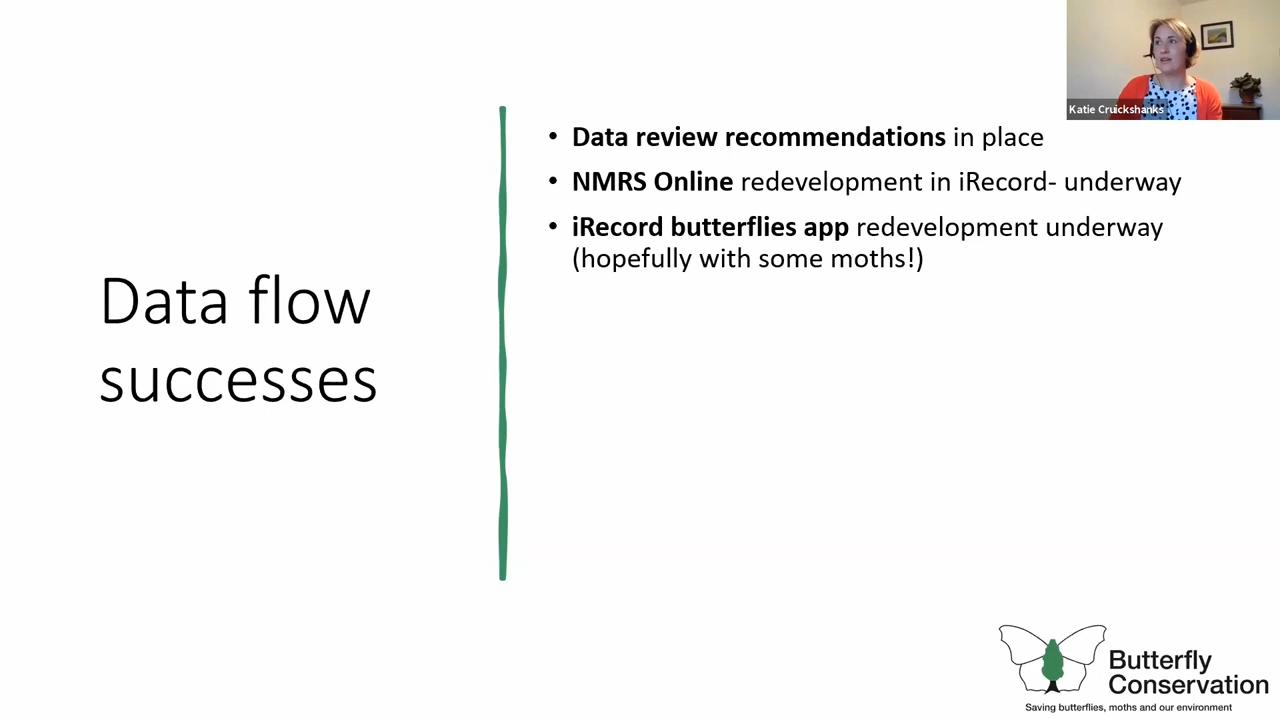 Katie Cruickshanks
Data flow
successes
• Data review recommendations in place
• NMRS Online redevelopment in iRecord- underway
• iRecord butterflies app redevelopment underway
(hopefully with some moths!)
Butterfly
Conservation
Saving butterflies, moths and our environment